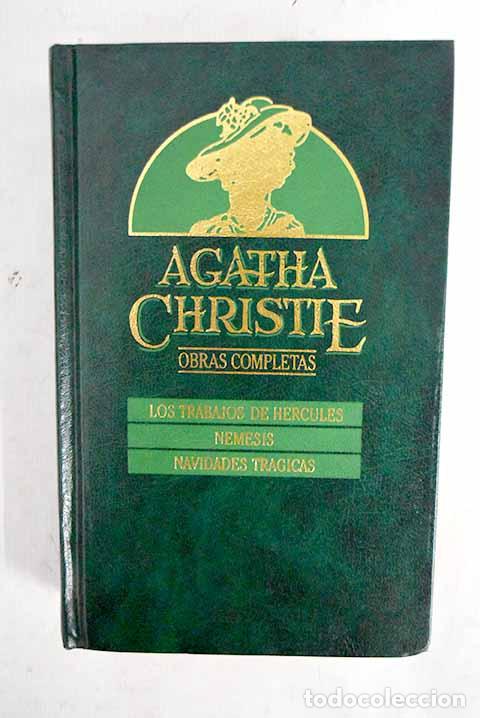 AGATHA
CHRISTIE
OBRAS COMPLETAS
LOS TRABAJOS DE HERCULES
NEMESIS
NAVIDADES TRAGICAS
todocoleccion